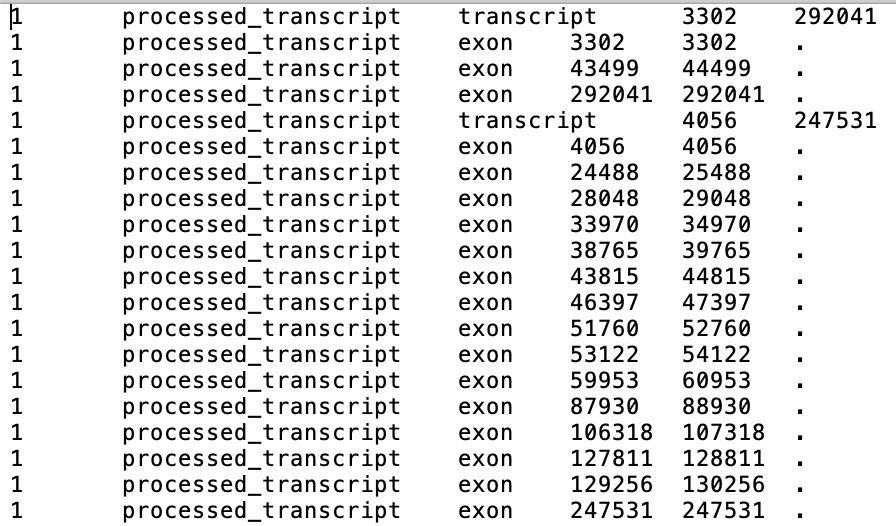 1 processed_transcript transcript 3302 292041
1 processed_transcript exon 3302 3302 .
1 processed_transcript exon 43499 44499 .
1 processed_transcript exon 292041 292041 .
1 processed_transcript transcript 4056 247531
1 processed_transcript exon 4056 4056 .
1 processed_transcript exon 24488 25488 .
1 processed_transcript exon 28048 29048 .
1 processed_transcript exon 33970 34970 .
1 processed_transcript exon 38765 39765 .
1 processed_transcript exon 43815 44815 .
1 processed_transcript exon 46397 47397 .
1 processed_transcript exon 51760 52760 .
1 processed_transcript exon 53122 54122 .
1 processed_transcript exon 59953 60953 .
1 processed_transcript exon 87930 88930 .
1 processed_transcript exon 106318 107318 .
1 processed_transcript exon 127811 128811 .
1 processed_transcript exon 129256 130256 .
1 processed_transcript exon 247531 247531 .